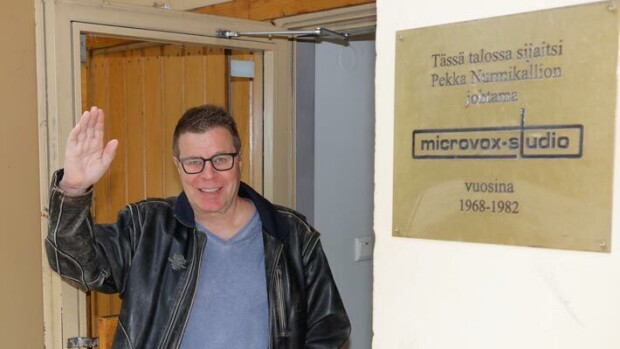 Tässä talossa sijaitsi
Pekka Nurmikallion
johtama
microvox-studio
vuosina
1968-1982